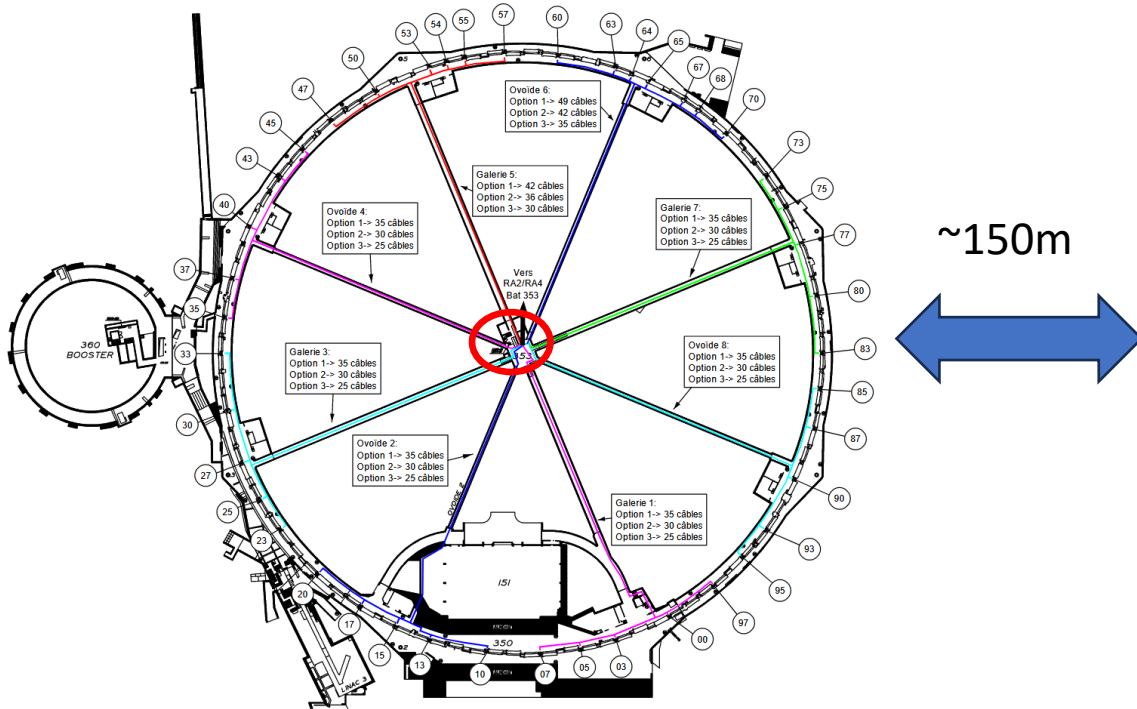 57
60
55
54
53
63
64
65
50
67
68
47
70
45
43
73
40
75
37
77
35
80
33
83
30
85
27
87
25
90
23
93
20
95
17
97
15
00
13
03
10
05
07
Ovoïde 6:
Option 1-> 49 câbles
Option 2-> 42 câbles
Option 3-> 35 câbles
Galerie 5:
Option 1-> 42 câbles
Option 2-> 36 câbles
Option 3-> 30 câbles
Ovoïde 4:
Option 1-> 35 câbles
Option 2-> 30 câbles
Option 3-> 25 câbles
Galerie 7:
Option 1-> 35 câbles
Option 2-> 30 câbles
Option 3-> 25 câbles
~150m
Vers
RA2/RA4
Bat 353
353
360
BOOSTER
Galerie 3:
Option 1-> 35 câbles
Option 2-> 30 câbles
Option 3-> 25 câbles
Ovoïde 8:
Option 1-> 35 câbles
Option 2-> 30 câbles
Option 3-> 25 câbles
Ovoïde 2:
Option 1-> 35 câbles
Option 2-> 30 câbles
Option 3-> 25 câbles
Galerie 1:
Option 1-> 35 câbles
Option 2-> 30 câbles
Option 3-> 25 câbles
OVOIDE 2
151
350
LINAC 3